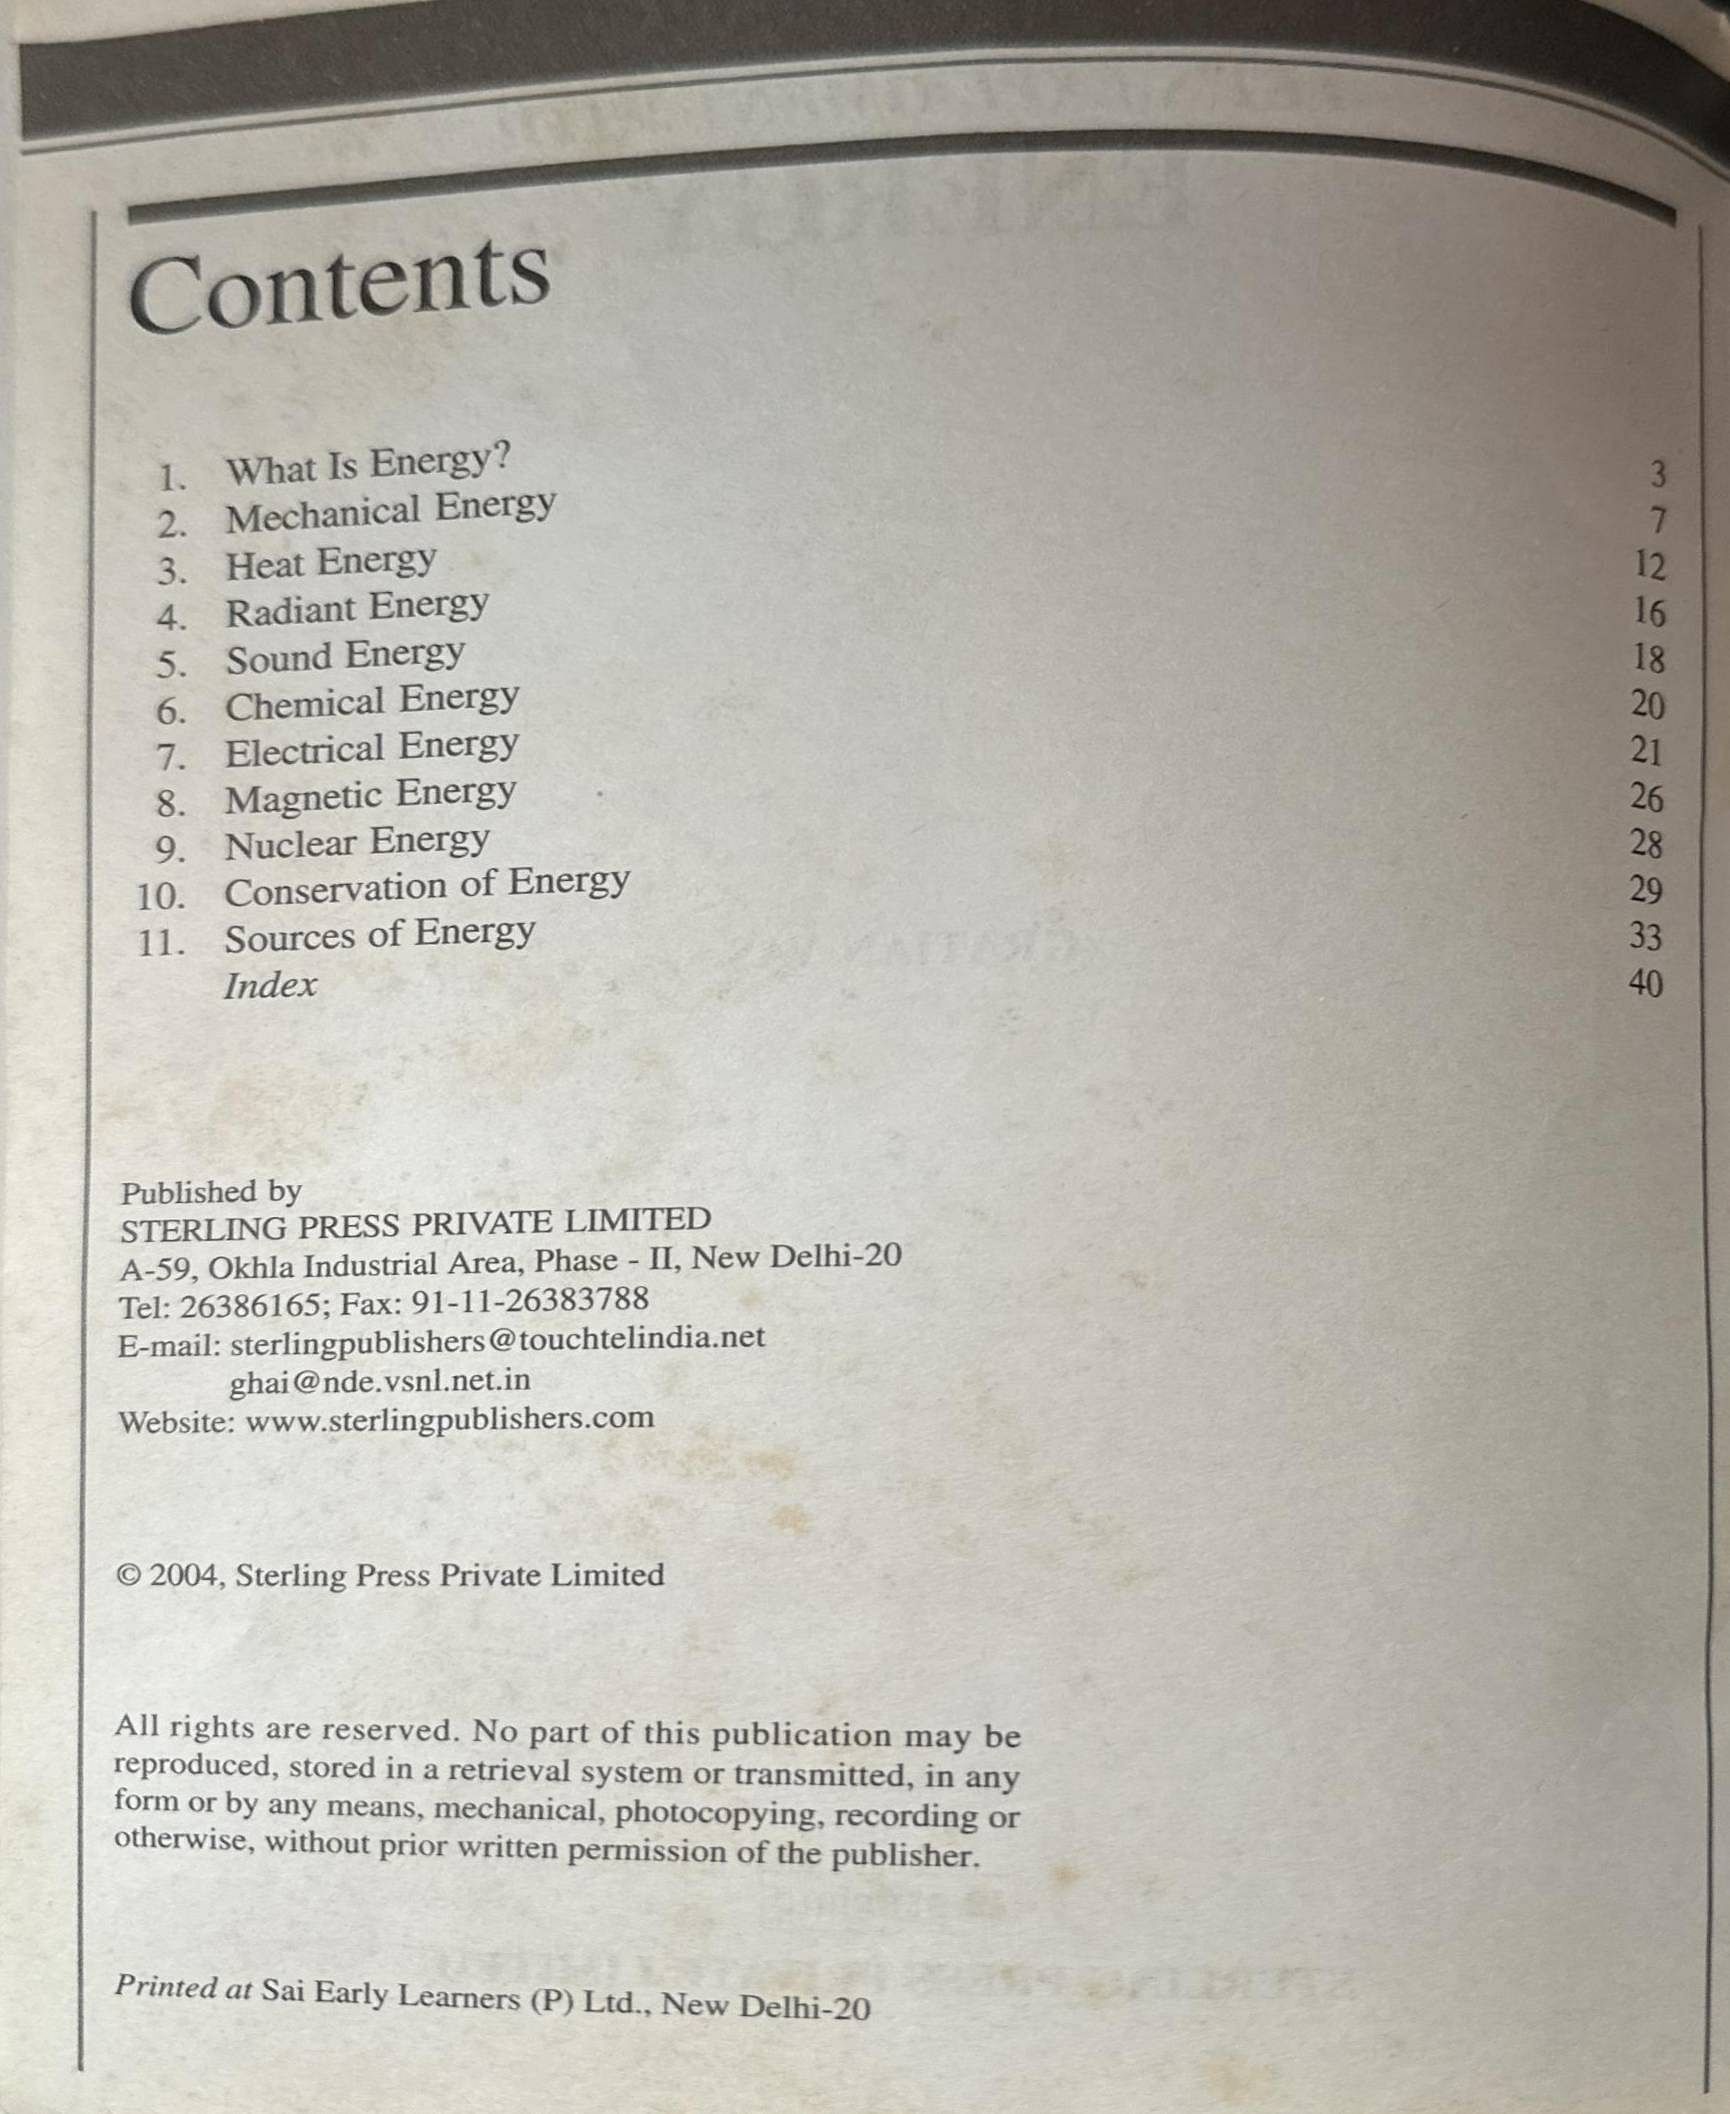 Contents
1. What Is Energy? 3
2. Mechanical Energy 7
3. Heat Energy 12
4. Radiant Energy 16
5. Sound Energy 18
6. Chemical Energy 20
7. Electrical Energy 21
8. Magnetic Energy 26
9. Nuclear Energy 28
10. Conservation of Energy 29
11. Sources of Energy 33
Index 40
Published by
STERLING PRESS PRIVATE LIMITED
A-59, Okhla Industrial Area, Phase - II, New Delhi-20
Tel: 26386165; Fax: 91-11-26383788
E-mail: sterlingpublishers@touchtelindia.net
ghai@nde.vsnl.net.in
Website: www.sterlingpublishers.com
© 2004, Sterling Press Private Limited
All rights are reserved. No part of this publication may be
reproduced, stored in a retrieval system or transmitted, in any
form or by any means, mechanical, photocopying, recording or
otherwise, without prior written permission of the publisher.
Printed at Sai Early Learners (P) Ltd., New Delhi-20